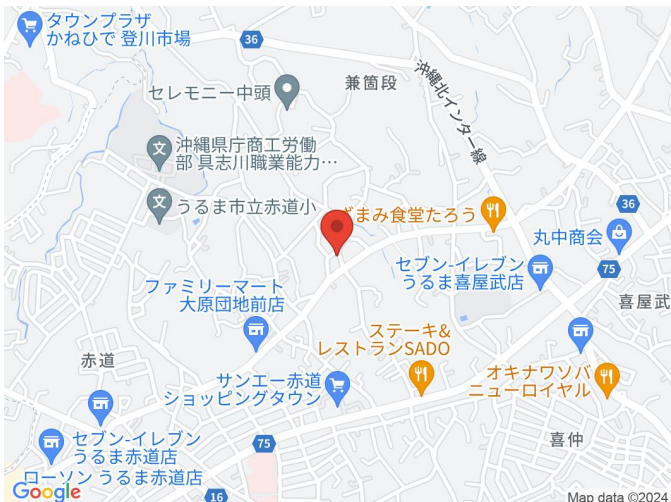 タウンプラザ
かねひで 登川市場
36
兼箇段
沖縄北インター線
セレモニー中頭
沖縄県庁商工労働
部 具志川職業能力…
うるま市立赤道小
ざまみ食堂たろう
36
丸中商会
セブン-イレブン
うるま喜屋武店
75
ファミリーマート
大原団地前店
喜屋武
ステーキ&
レストランSADO
赤道
サンエー赤道
ショッピングタウン
オキナワソバ
ニューロイヤル
セブン-イレブン
うるま赤道店
75
喜仲
ローソン うるま赤道店
16
Google
Map data ©2024